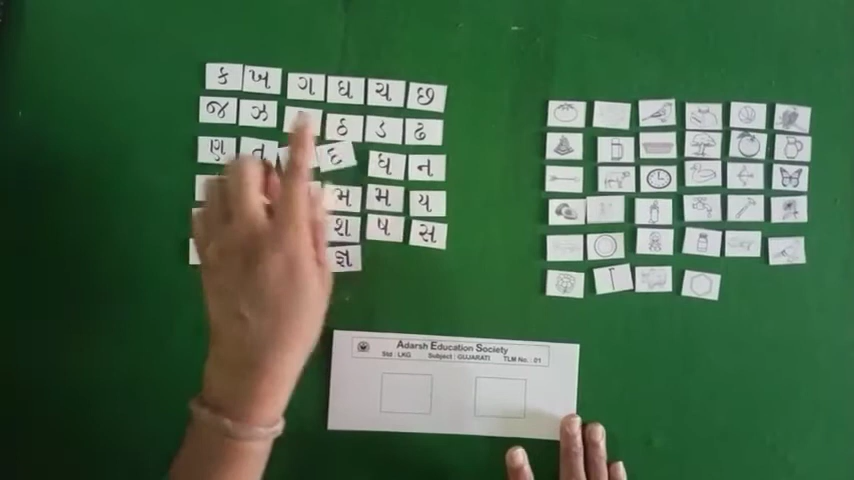 ક ખ ગ ઘ ચ છ
જ ઝ ઠ ડ ઢ
ણ ત દ ધ ન
ભ મ ય
શ ષ સ
જ્ઞ
Adarsh Education Society
Std : LKG Subject : GUJARATI TLM No. : 01